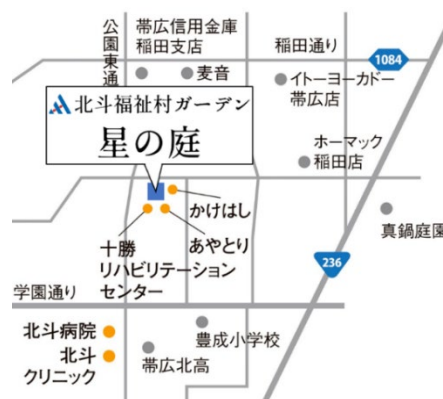 公園東通
帯広信用金庫
稲田支店
稲田通り
1084
麦音
イトーヨーカドー
帯広店
北斗福祉村ガーデン
星の庭
ホーマック
稲田店
かけはし
真鍋庭園
十勝
リハビリテーション
センター
あやとり
236
学園通り
北斗病院
北斗
クリニック
豊成小学校
帯広北高